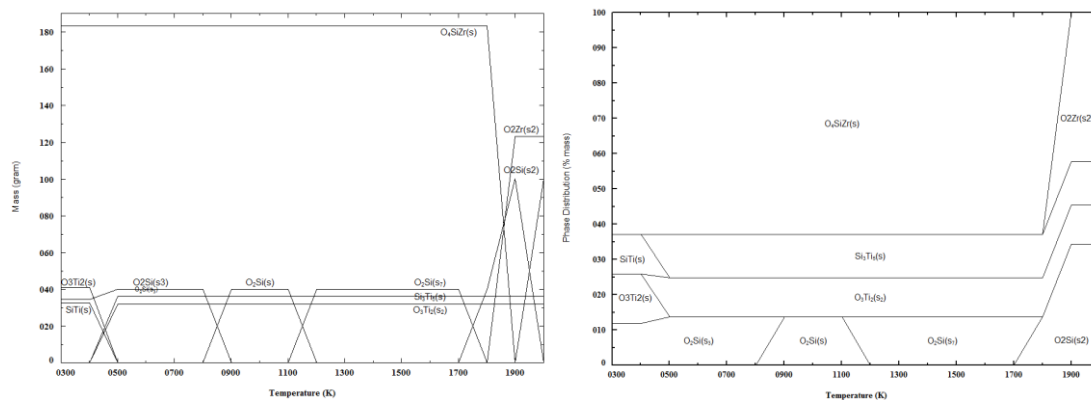 180
160
140
120
100
080
060
040
020
0
Mass (gram)
O₄SiZr(s)
O2Zr(s2)
O2Si(s2)
O3Ti2(s)
O2Si(s3)
O₂Si(s)
O₂Si(s₇)
Si₃Ti₅(s)
SiTi(s)
O₃Ti₂(s₂)
0300 0500 0700 0900 1100 1300 1500 1700 1900
Temperature (K)
100
090
080
070
060
050
040
030
020
010
0
Phase Distribution (% mass)
O₄SiZr(s)
O2Zr(s2
SiTi(s)
Si₃Ti₅(s)
O3Ti2(s)
O₃Ti₂(s₂)
O₂Si(s₃)
O₂Si(s)
O₂Si(s₇)
O2Si(s2)
0300 0500 0700 0900 1100 1300 1500 1700 1900
Temperature (K)